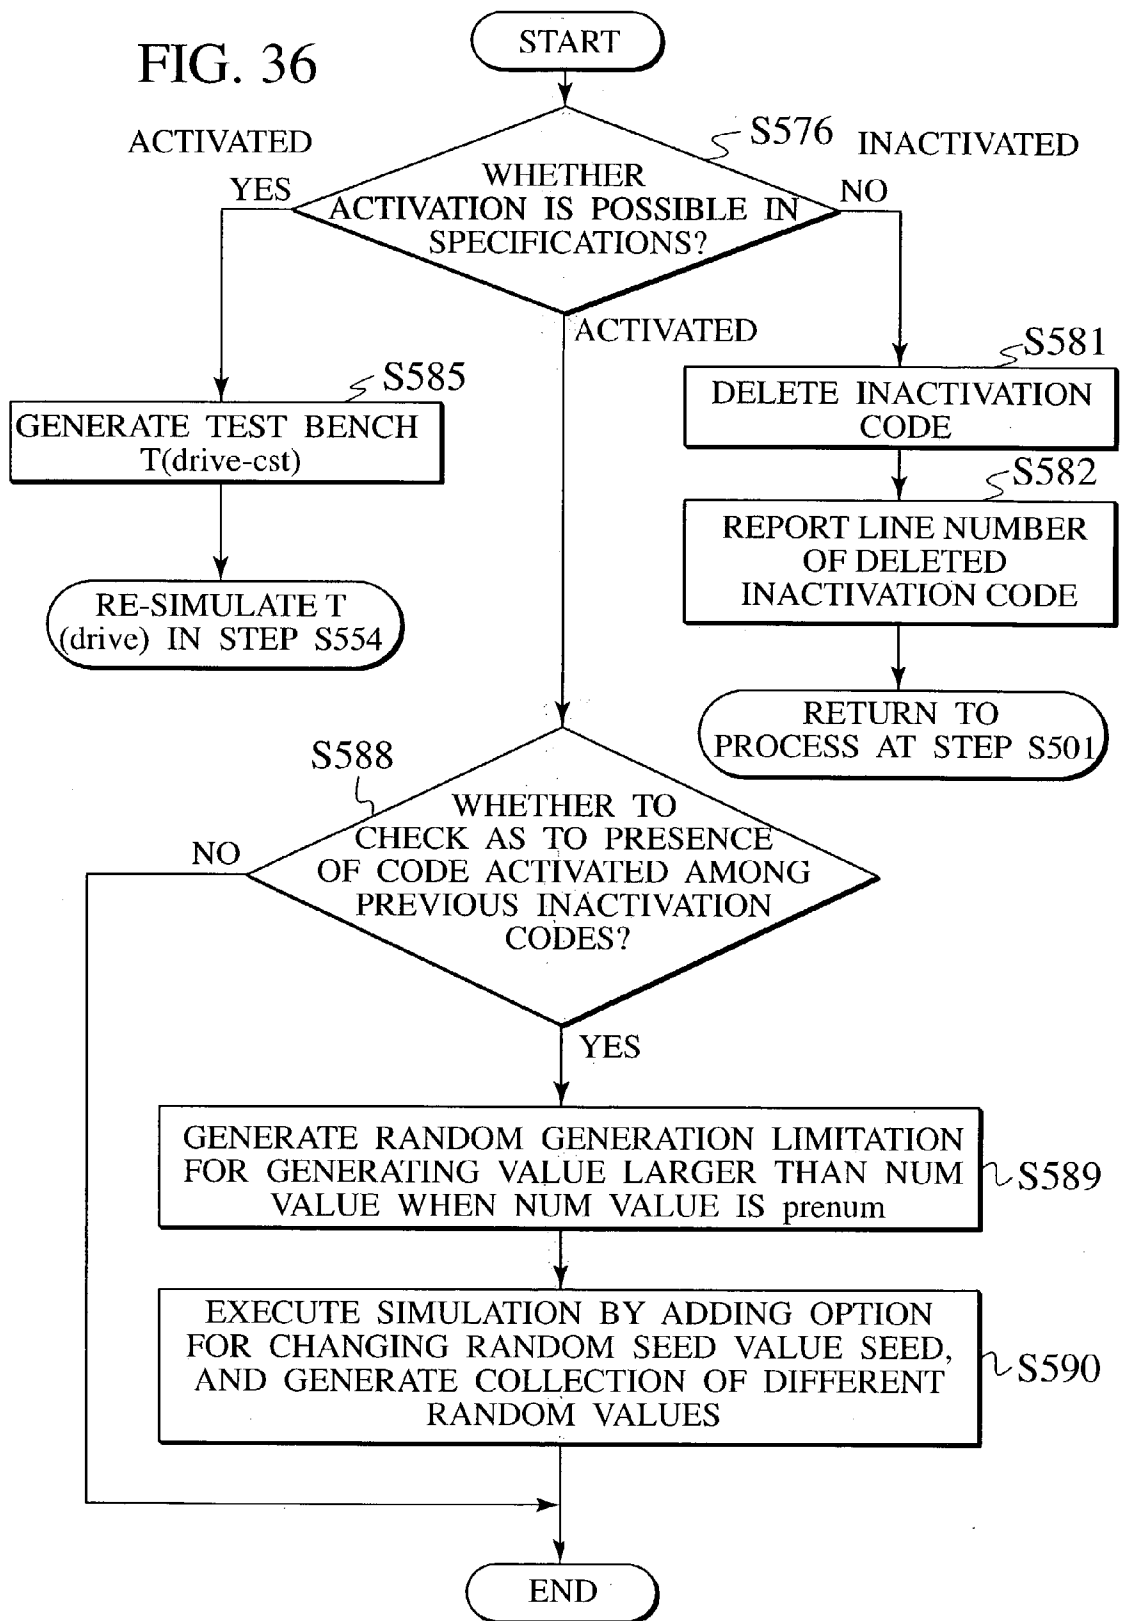 FIG. 36
START
S576
ACTIVATED
INACTIVATED
YES
NO
WHETHER
ACTIVATION IS POSSIBLE IN
SPECIFICATIONS?
ACTIVATED
S585
GENERATE TEST BENCH
T(drive-cst)
RE-SIMULATE T
(drive) IN STEP S554
S581
DELETE INACTIVATION
CODE
S582
REPORT LINE NUMBER
OF DELETED
INACTIVATION CODE
RETURN TO
PROCESS AT STEP S501
S588
NO
WHETHER TO
CHECK AS TO PRESENCE
OF CODE ACTIVATED AMONG
PREVIOUS INACTIVATION
CODES?
YES
GENERATE RANDOM GENERATION LIMITATION
FOR GENERATING VALUE LARGER THAN NUM
VALUE WHEN NUM VALUE IS prenum
S589
EXECUTE SIMULATION BY ADDING OPTION
FOR CHANGING RANDOM SEED VALUE SEED,
AND GENERATE COLLECTION OF DIFFERENT
RANDOM VALUES
S590
END